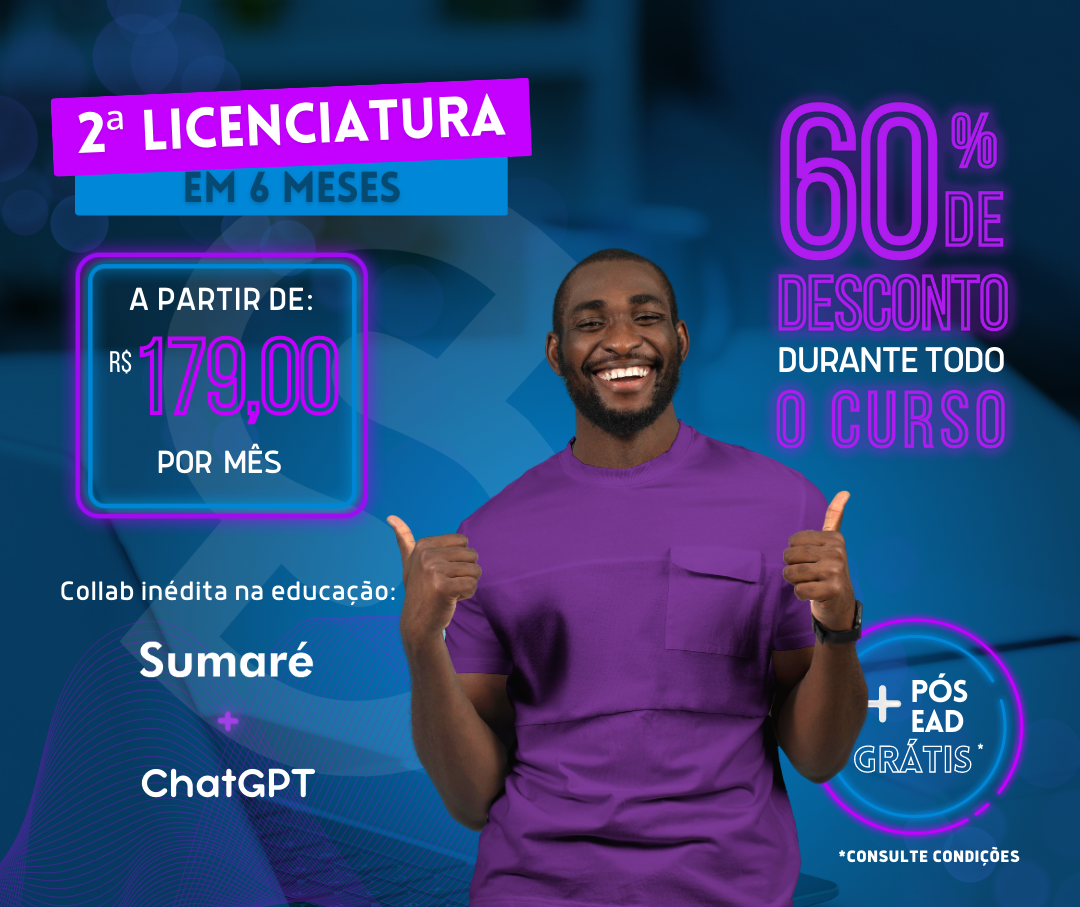 2ª LICENCIATURA
EM 6 MESES
A PARTIR DE:
R$ 179,00
POR MÊS
Collab inédita na educação:
Sumaré
+
ChatGPT
60%
DE
DESCONTO
DURANTE TODO
O CURSO
+ PÓS
EAD
GRÁTIS*
*CONSULTE CONDIÇÕES